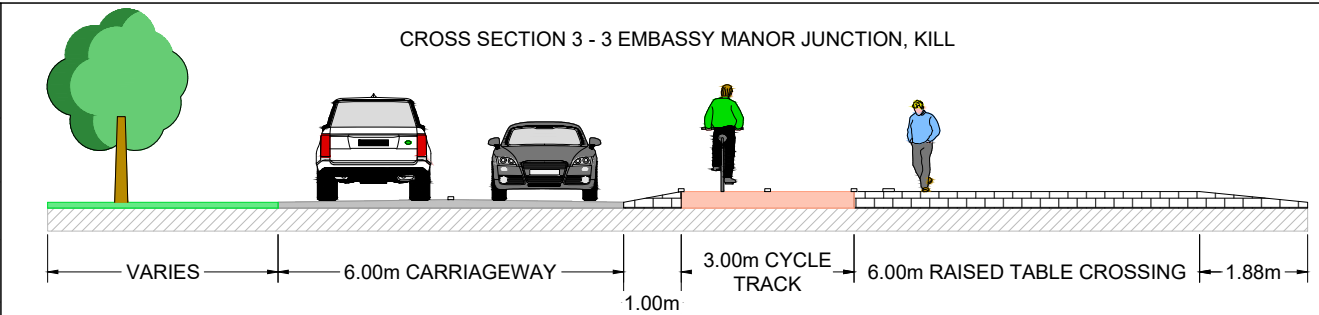 CROSS SECTION 3 - 3 EMBASSY MANOR JUNCTION, KILL
VARIES
6.00m CARRIAGEWAY
1.00m
3.00m CYCLE
TRACK
6.00m RAISED TABLE CROSSING
1.88m